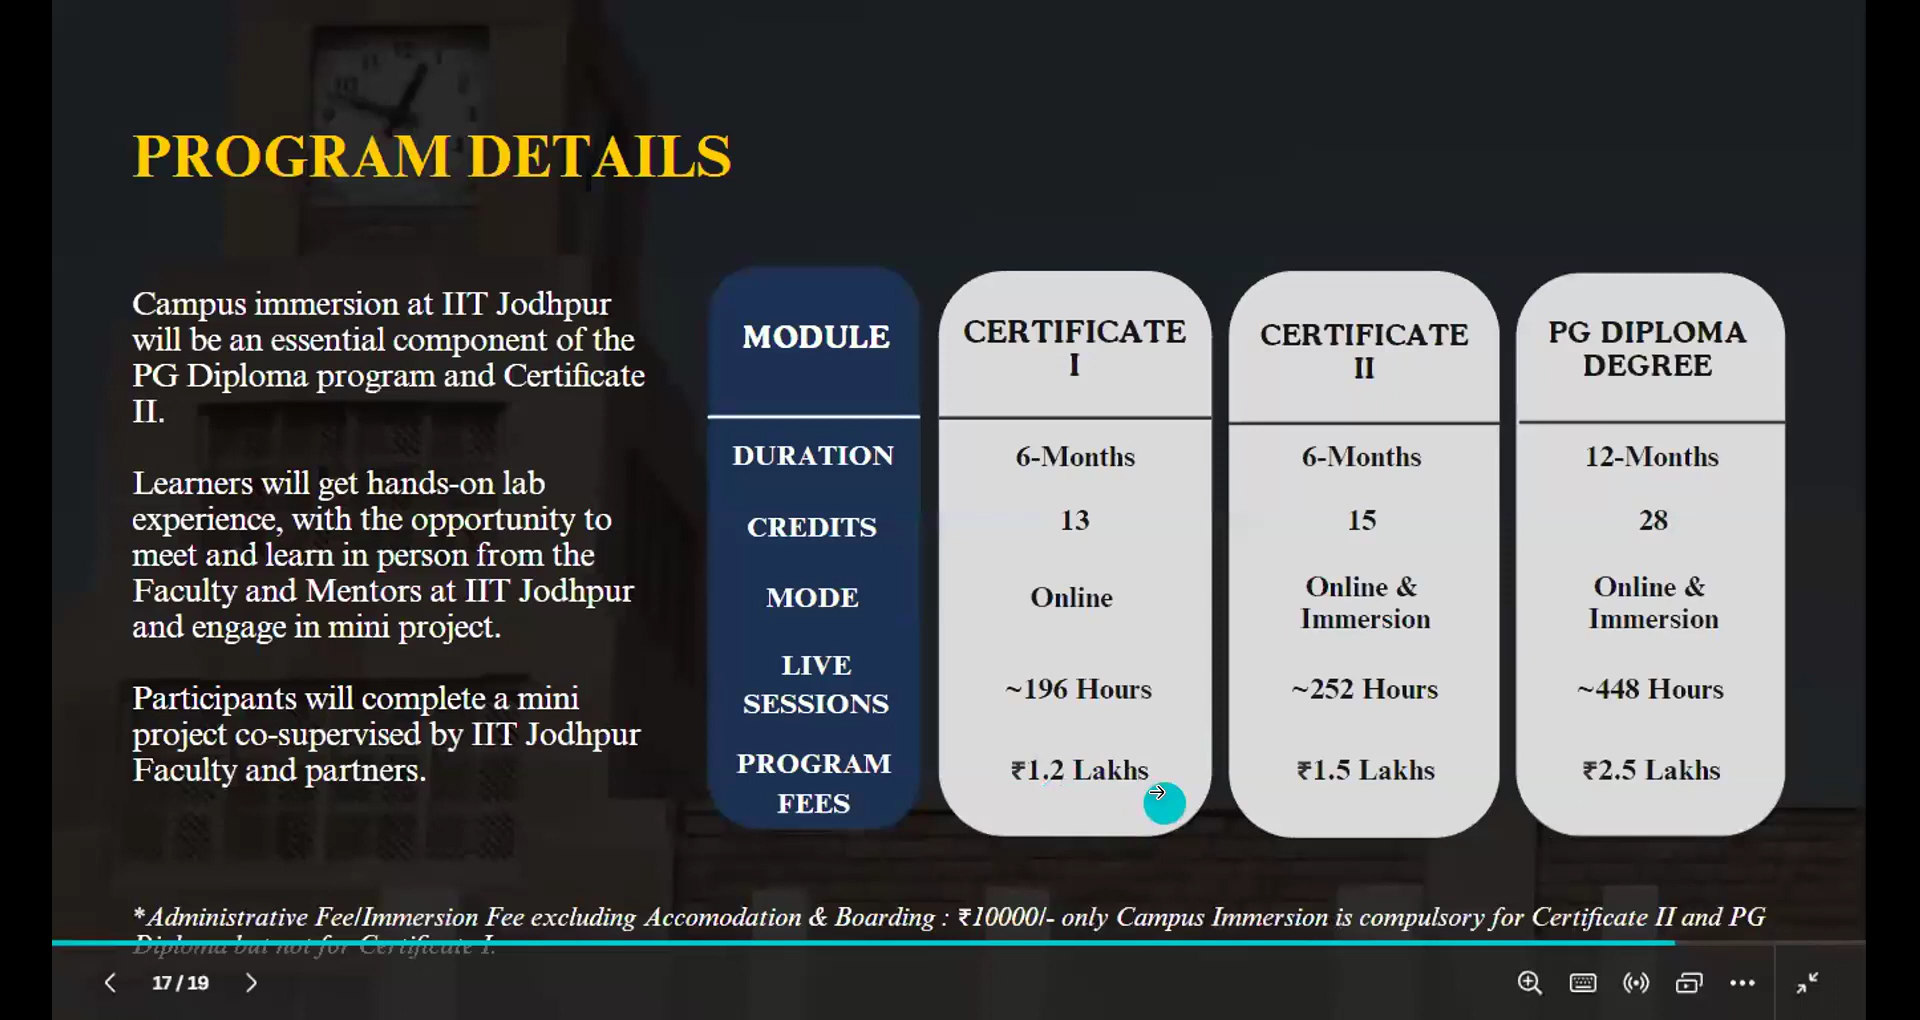 PROGRAM DETAILS
Campus immersion at IIT Jodhpur
will be an essential component of the
PG Diploma program and Certificate
II.
Learners will get hands-on lab
experience, with the opportunity to
meet and learn in person from the
Faculty and Mentors at IIT Jodhpur
and engage in mini project.
Participants will complete a mini
project co-supervised by IIT Jodhpur
Faculty and partners.
MODULE
CERTIFICATE
I
CERTIFICATE
II
PG DIPLOMA
DEGREE
DURATION
6-Months
6-Months
12-Months
CREDITS
13
15
28
MODE
Online
Online &
Immersion
Online &
Immersion
LIVE
SESSIONS
~196 Hours
~252 Hours
~448 Hours
PROGRAM
FEES
₹1.2 Lakhs
₹1.5 Lakhs
₹2.5 Lakhs
*Administrative Fee/Immersion Fee excluding Accomodation & Boarding : ₹10000/- only Campus Immersion is compulsory for Certificate II and PG
Diploma but not for Certificate I.
17 / 19